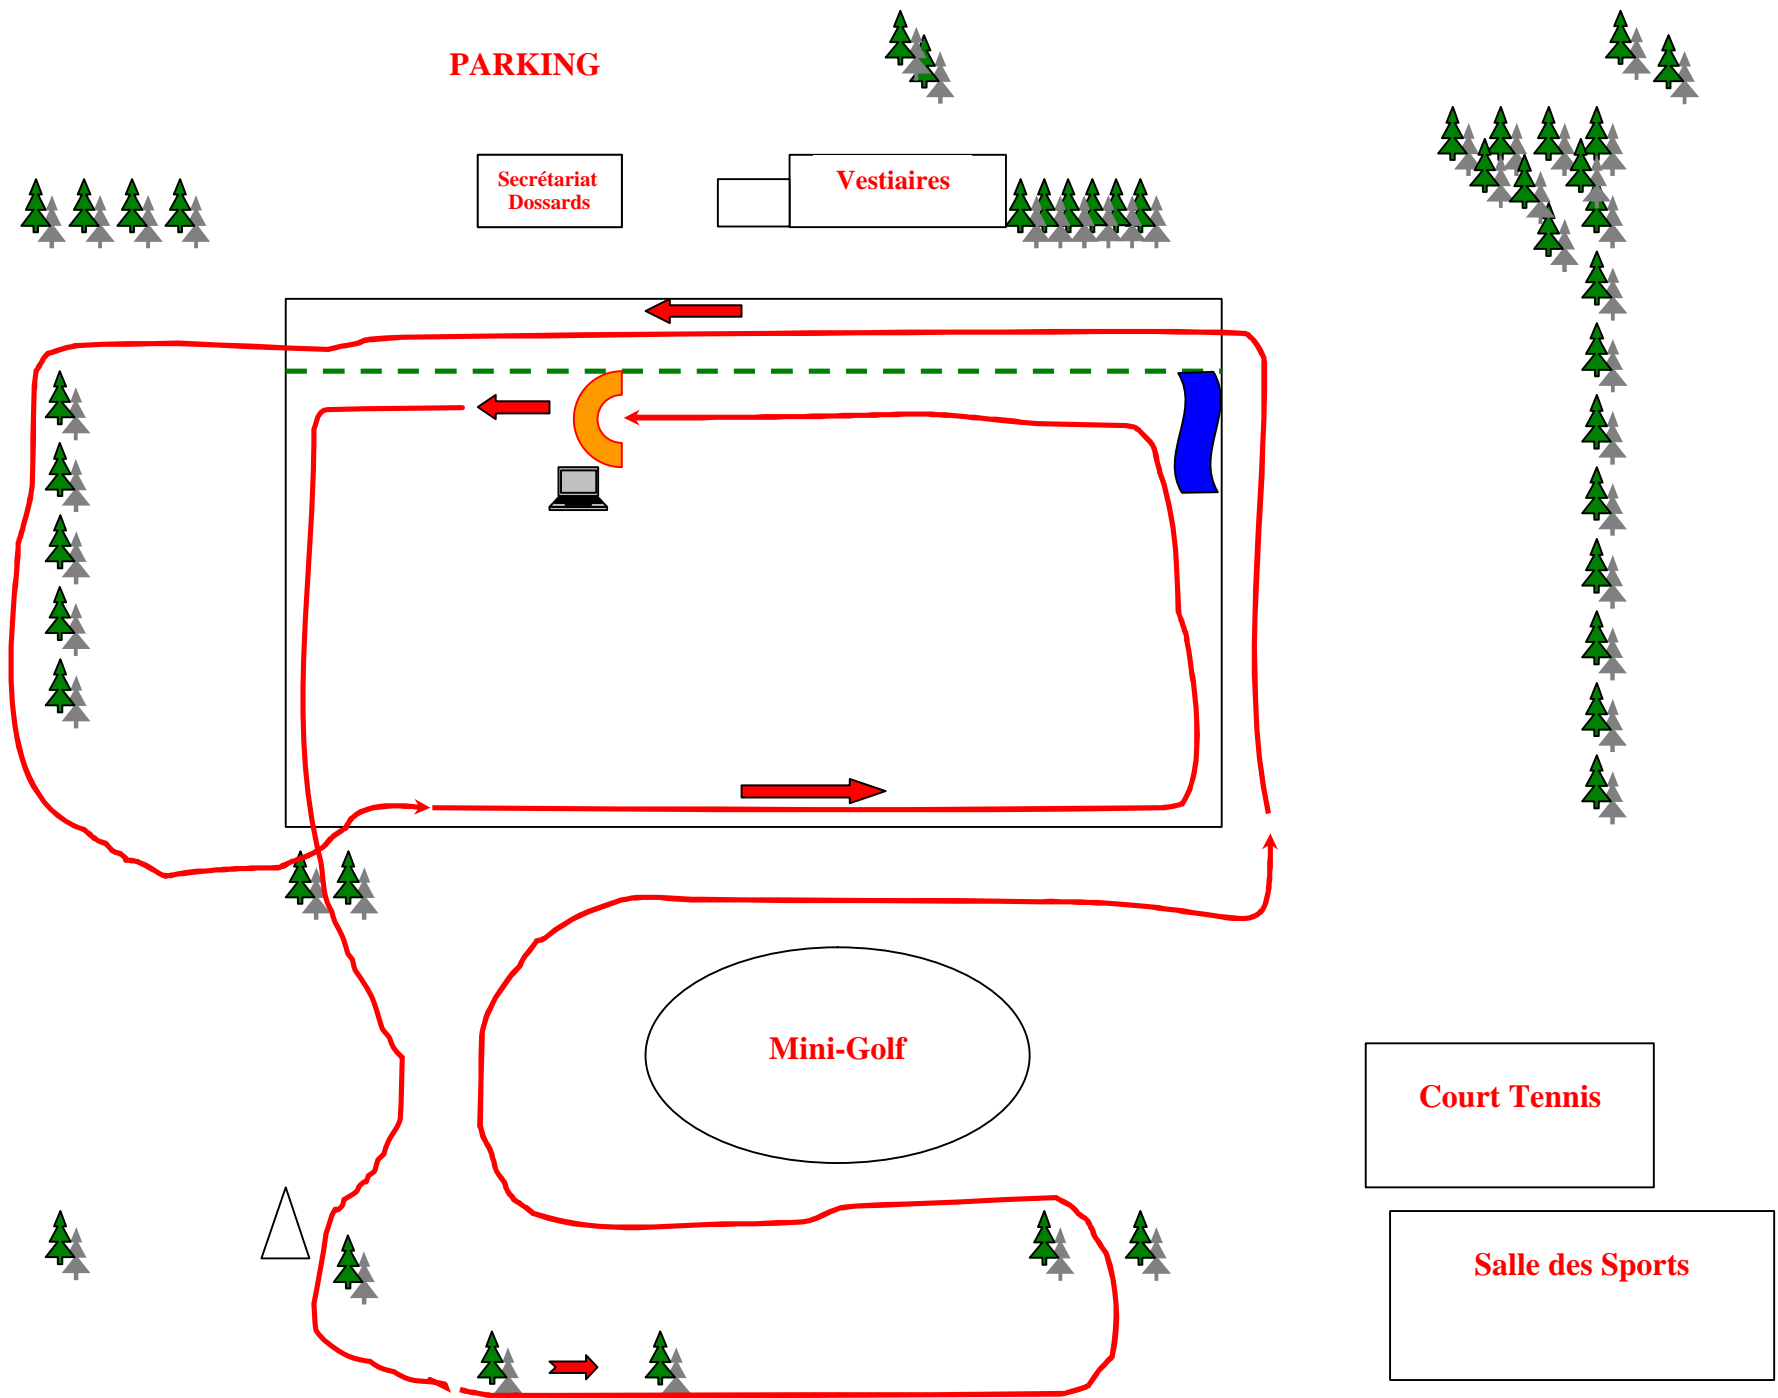 PARKING
Secrétariat
Dossards
Vestiaires
Mini-Golf
Court Tennis
Salle des Sports